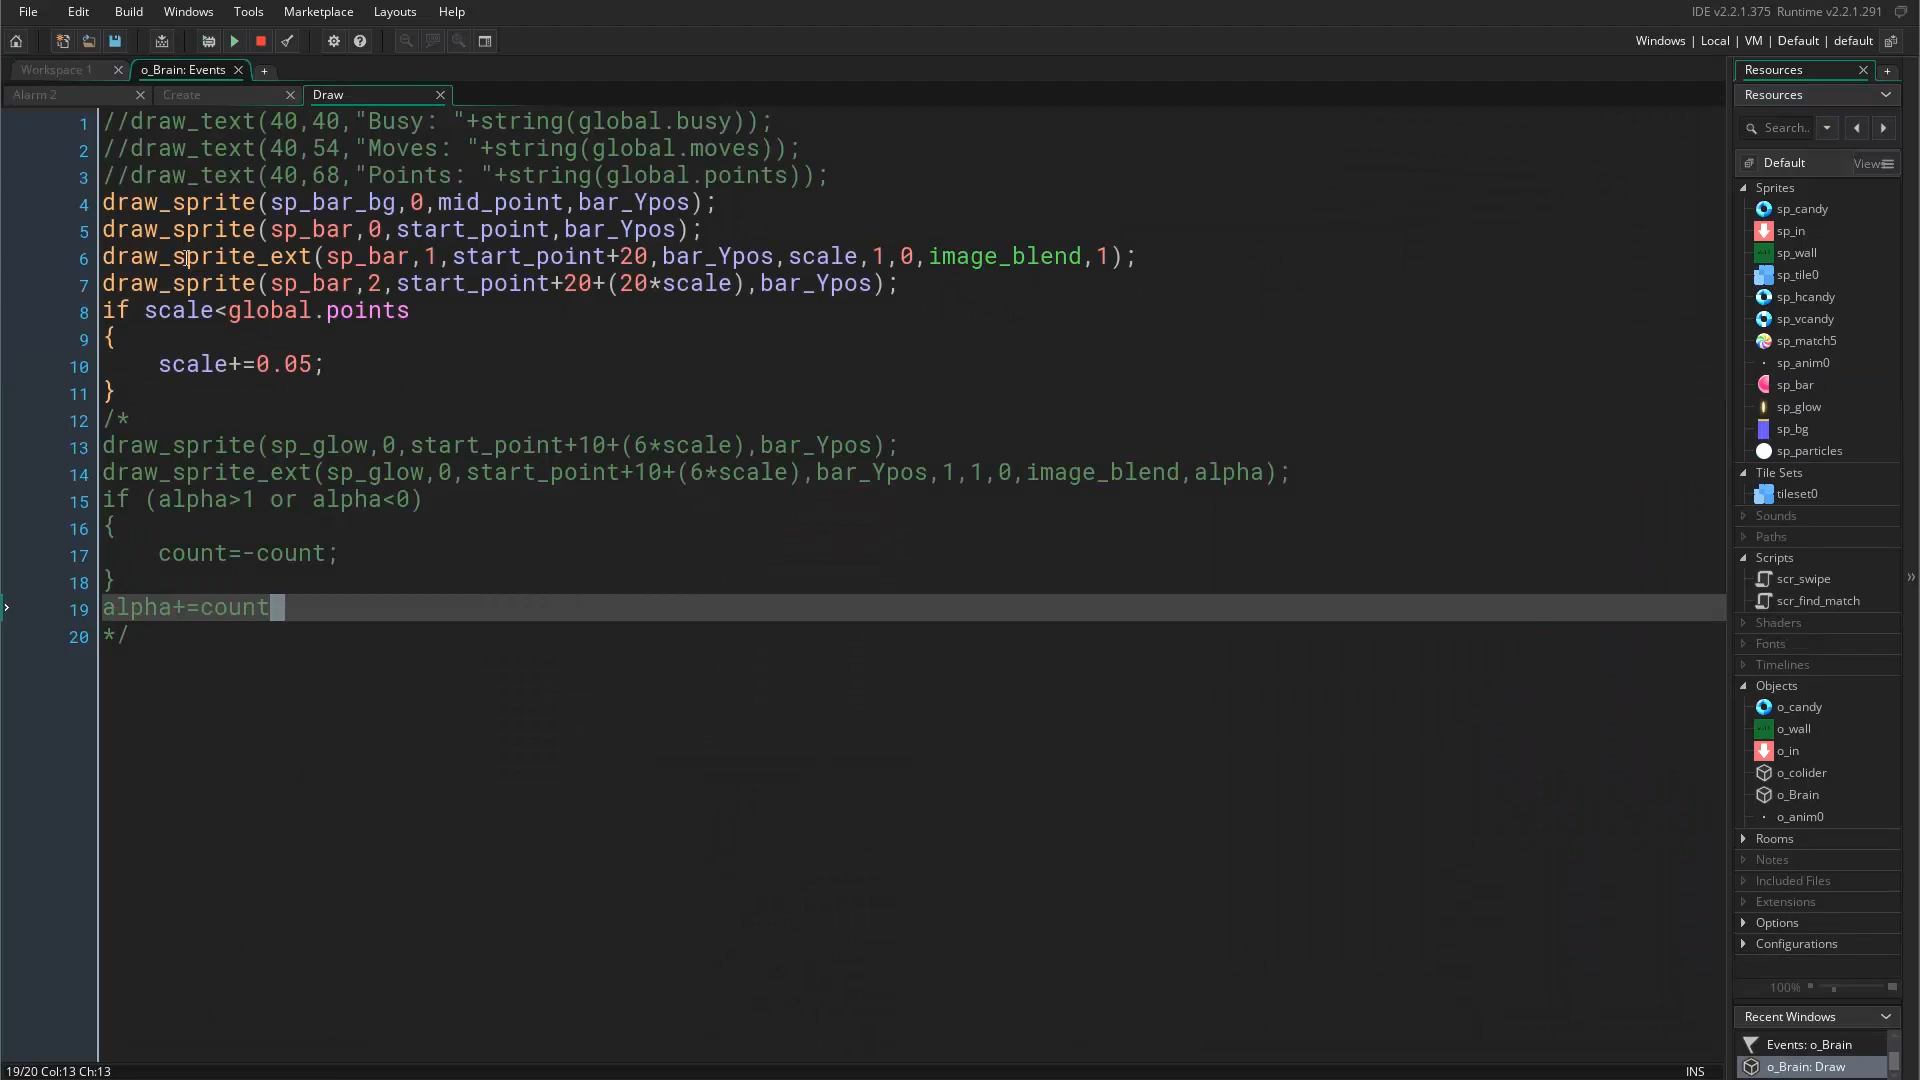 File Edit Build Windows Tools Marketplace Layouts Help
IDE v2.2.1.375 Runtime v2.2.1.291
Windows | Local | VM | Default | default
Workspace 1
o_Brain: Events
Alarm 2
Create
Draw
1 //draw_text(40,40,"Busy: "+string(global.busy));
2 //draw_text(40,54,"Moves: "+string(global.moves));
3 //draw_text(40,68,"Points: "+string(global.points));
4 draw_sprite(sp_bar_bg,0,mid_point,bar_Ypos);
5 draw_sprite(sp_bar,0,start_point,bar_Ypos);
6 draw_sprite_ext(sp_bar,1,start_point+20,bar_Ypos,scale,1,0,image_blend,1);
7 draw_sprite(sp_bar,2,start_point+20+(20*scale),bar_Ypos);
8 if scale<global.points
9 {
10 scale+=0.05;
11 }
12 /*
13 draw_sprite(sp_glow,0,start_point+10+(6*scale),bar_Ypos);
14 draw_sprite_ext(sp_glow,0,start_point+10+(6*scale),bar_Ypos,1,1,0,image_blend,alpha);
15 if (alpha>1 or alpha<0)
16 {
17 count=-count;
18 }
19 alpha+=count
20 */
19/20 Col:13 Ch:13
INS
Resources
Resources
Search..
Default
Views
Sprites
sp_candy
sp_in
sp_wall
sp_tile0
sp_hcandy
sp_vcandy
sp_match5
sp_anim0
sp_bar
sp_glow
sp_bg
sp_particles
Tile Sets
tileset0
Sounds
Paths
Scripts
scr_swipe
scr_find_match
Shaders
Fonts
Timelines
Objects
o_candy
o_wall
o_in
o_colider
o_Brain
o_anim0
Rooms
Notes
Included Files
Extensions
Options
Configurations
100%
Recent Windows
Events: o_Brain
o_Brain: Draw